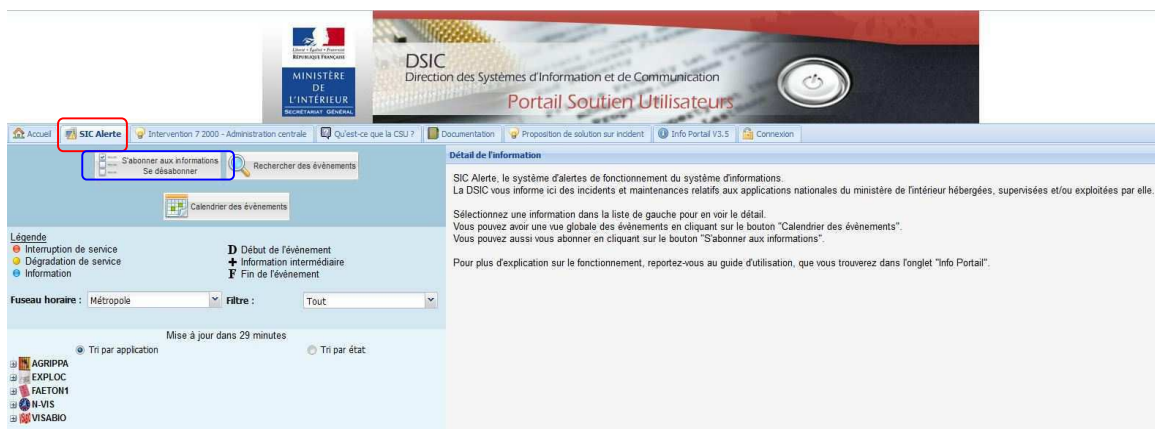 Liberté • Égalité • Fraternité
RÉPUBLIQUE FRANÇAISE
MINISTÈRE
DE
L'INTÉRIEUR
SECRÉTARIAT GÉNÉRAL
DSIC
Direction des Systèmes d'Information et de Communication
Portail Soutien Utilisateurs
Accueil
SIC Alerte
Intervention 7 2000 - Administration centrale
Qu'est-ce que la CSU ?
Documentation
Proposition de solution sur incident
Info Portail V3.5
Connexion
S'abonner aux informations
Se désabonner
Rechercher des évènements
Calendrier des évènements
Légende
Interruption de service
Dégradation de service
Information
D Début de l'évènement
+ Information intermédiaire
F Fin de l'évènement
Fuseau horaire : Métropole
Filtre : Tout
Mise à jour dans 29 minutes
Tri par application
Tri par état
AGRIPPA
EXPLOC
FAETON1
N-VIS
VISABIO
Détail de l'information
SIC Alerte, le système d'alertes de fonctionnement du système d'informations.
La DSIC vous informe ici des incidents et maintenances relatifs aux applications nationales du ministère de l'intérieur hébergées, supervisées et/ou exploitées par elle.
Sélectionnez une information dans la liste de gauche pour en voir le détail.
Vous pouvez avoir une vue globale des évènements en cliquant sur le bouton "Calendrier des évènements".
Vous pouvez aussi vous abonner en cliquant sur le bouton "S'abonner aux informations".
Pour plus d'explication sur le fonctionnement, reportez-vous au guide d'utilisation, que vous trouverez dans l'onglet "Info Portail".